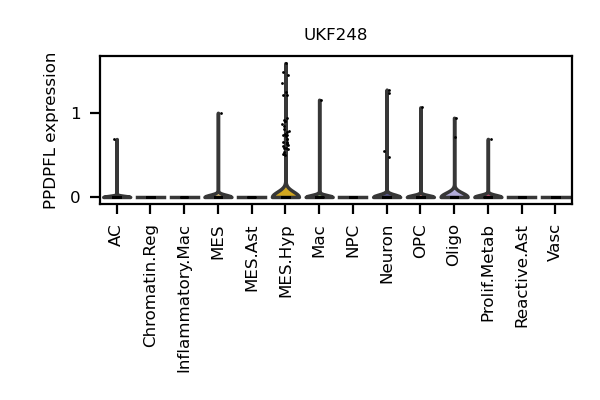 UKF248
PPDPFL expression
1
0
AC
Chromatin.Reg
Inflammatory.Mac
MES
MES.Ast
MES.Hyp
Mac
NPC
Neuron
OPC
Oligo
Prolif.Metab
Reactive.Ast
Vasc